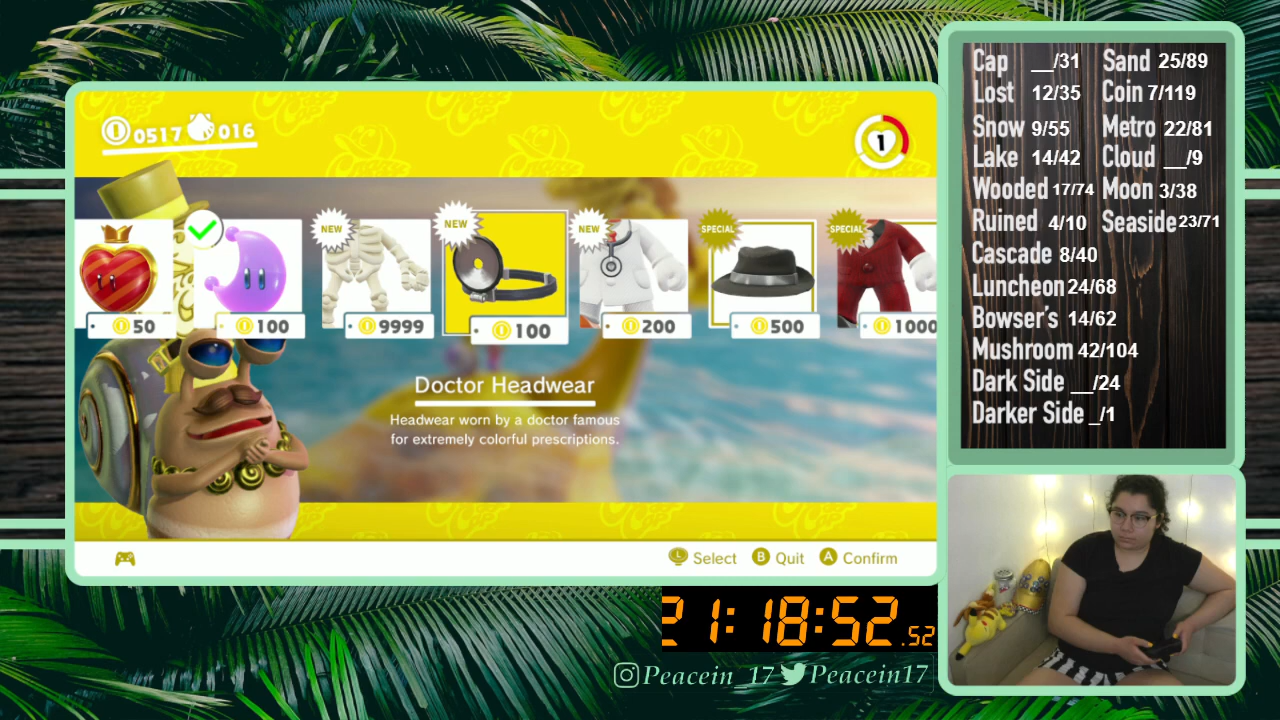 0517 016
1
NEW
NEW
NEW
SPECIAL
SPECIAL
50
100
9999
100
200
500
1000
Doctor Headwear
Headwear worn by a doctor famous
for extremely colorful prescriptions.
L Select B Quit A Confirm
Cap __/31 Sand 25/89
Lost 12/35 Coin 7/119
Snow 9/55 Metro 22/81
Lake 14/42 Cloud __/9
Wooded 17/74 Moon 3/38
Ruined 4/10 Seaside 23/71
Cascade 8/40
Luncheon 24/68
Bowser's 14/62
Mushroom 42/104
Dark Side __/24
Darker Side _/1
21:18:52.52
Peacein_17 Peacein17